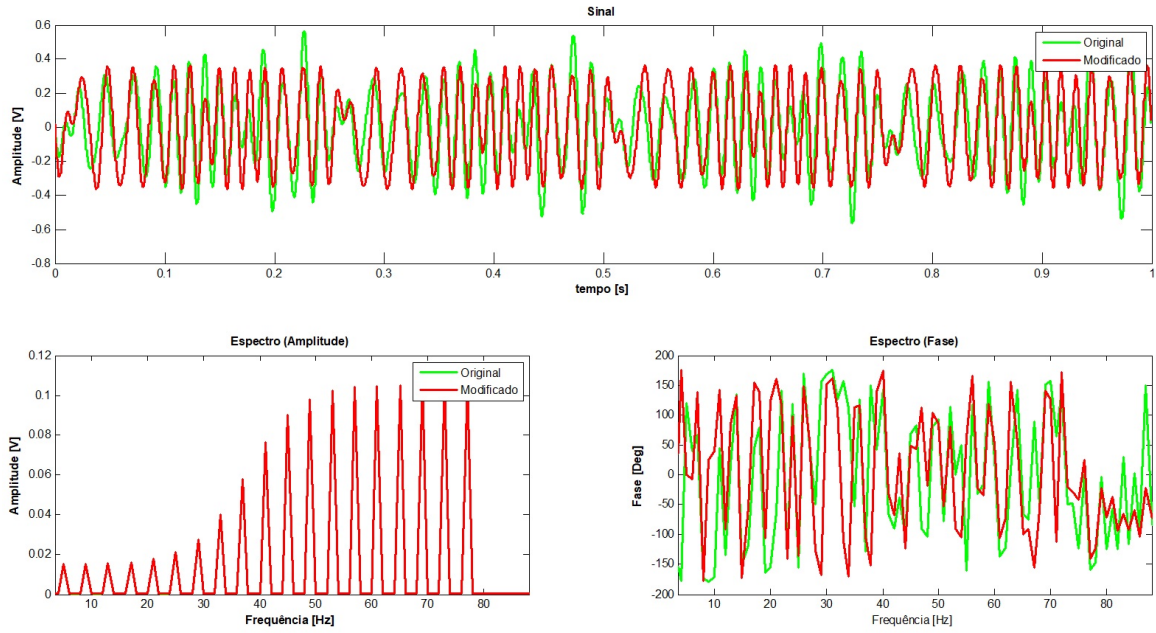 Sinal
0.6
0.4
0.2
0
-0.2
-0.4
-0.6
-0.8
Amplitude [V]
Original
Modificado
0 0.1 0.2 0.3 0.4 0.5 0.6 0.7 0.8 0.9 1
tempo [s]
Espectro (Amplitude)
0.12
0.1
0.08
0.06
0.04
0.02
0
Amplitude [V]
Original
Modificado
10 20 30 40 50 60 70 80
Frequência [Hz]
Espectro (Fase)
200
150
100
50
0
-50
-100
-150
-200
Fase [Deg]
10 20 30 40 50 60 70 80
Frequência [Hz]